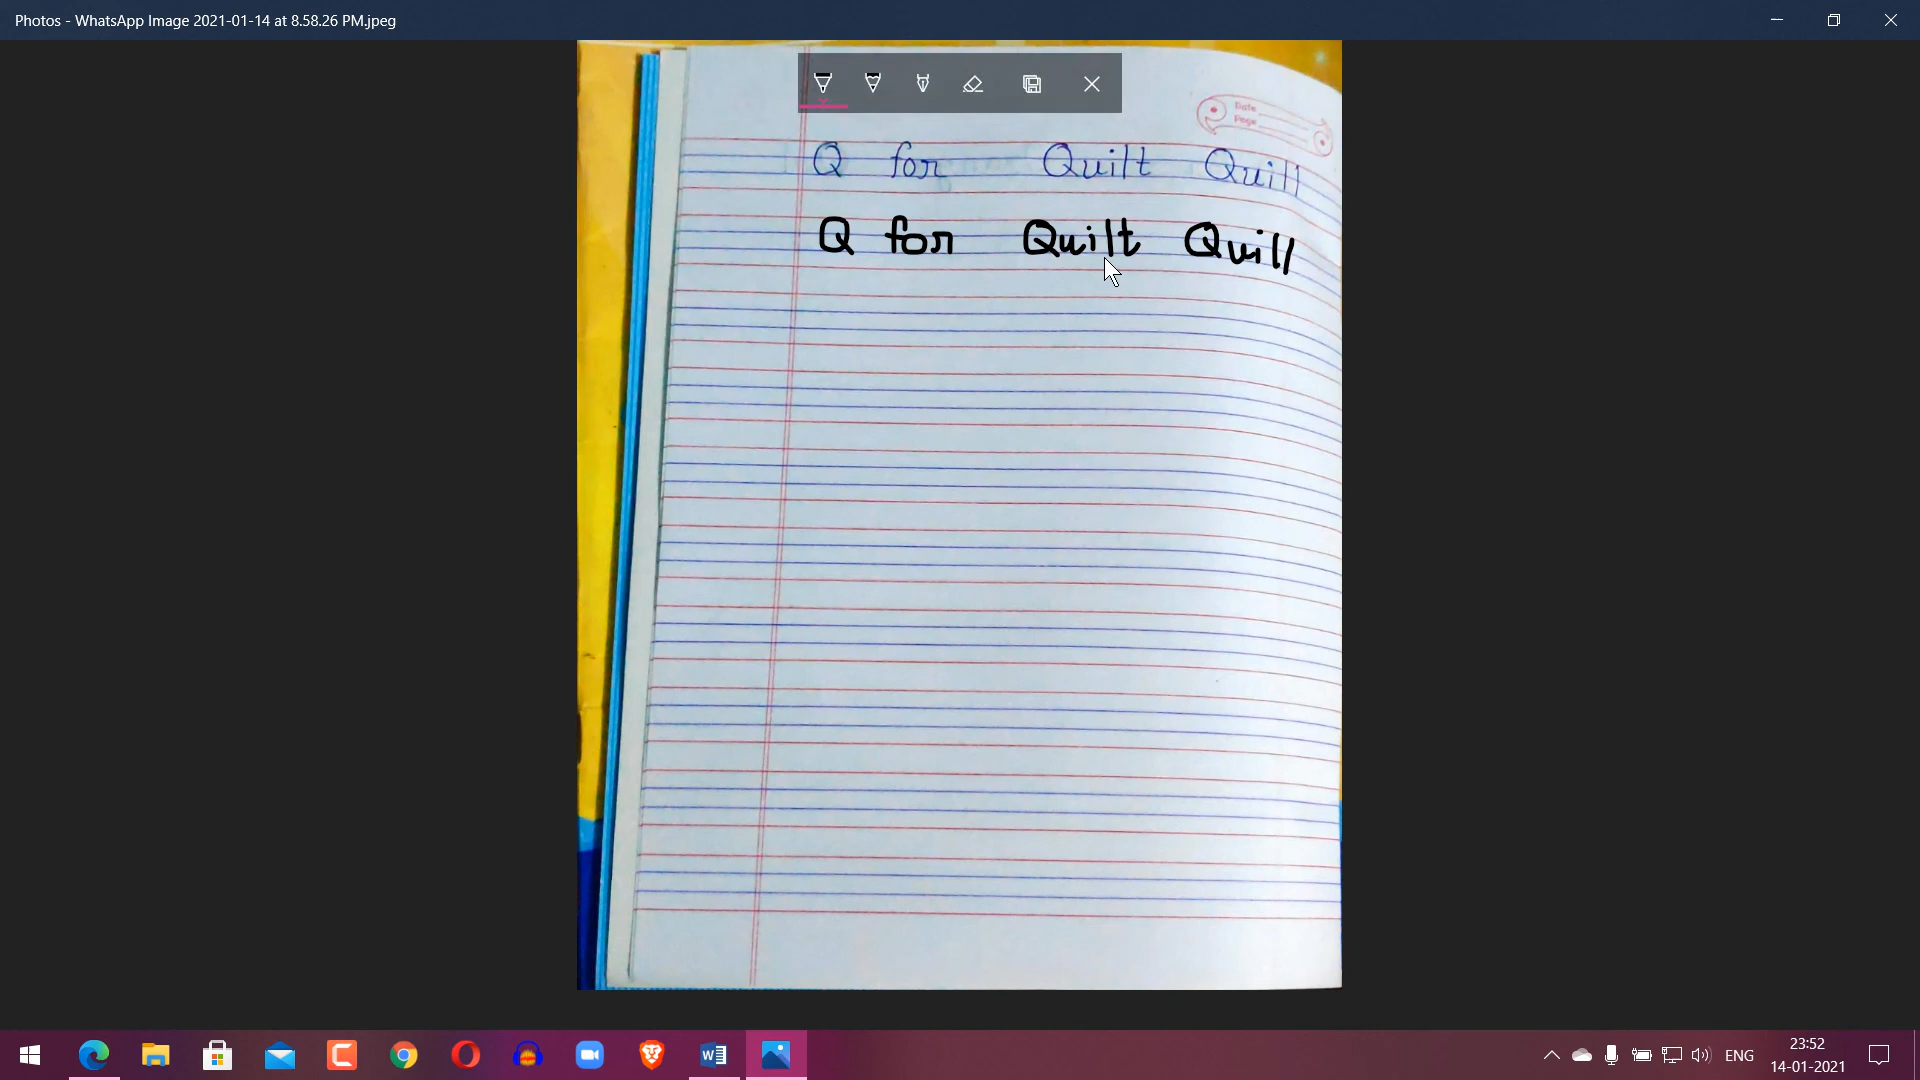 Photos - WhatsApp Image 2021-01-14 at 8.58.26 PM.jpeg
Date
Page
Q for Quilt Quill
Q for Quilt Quill
ENG
23:52
14-01-2021